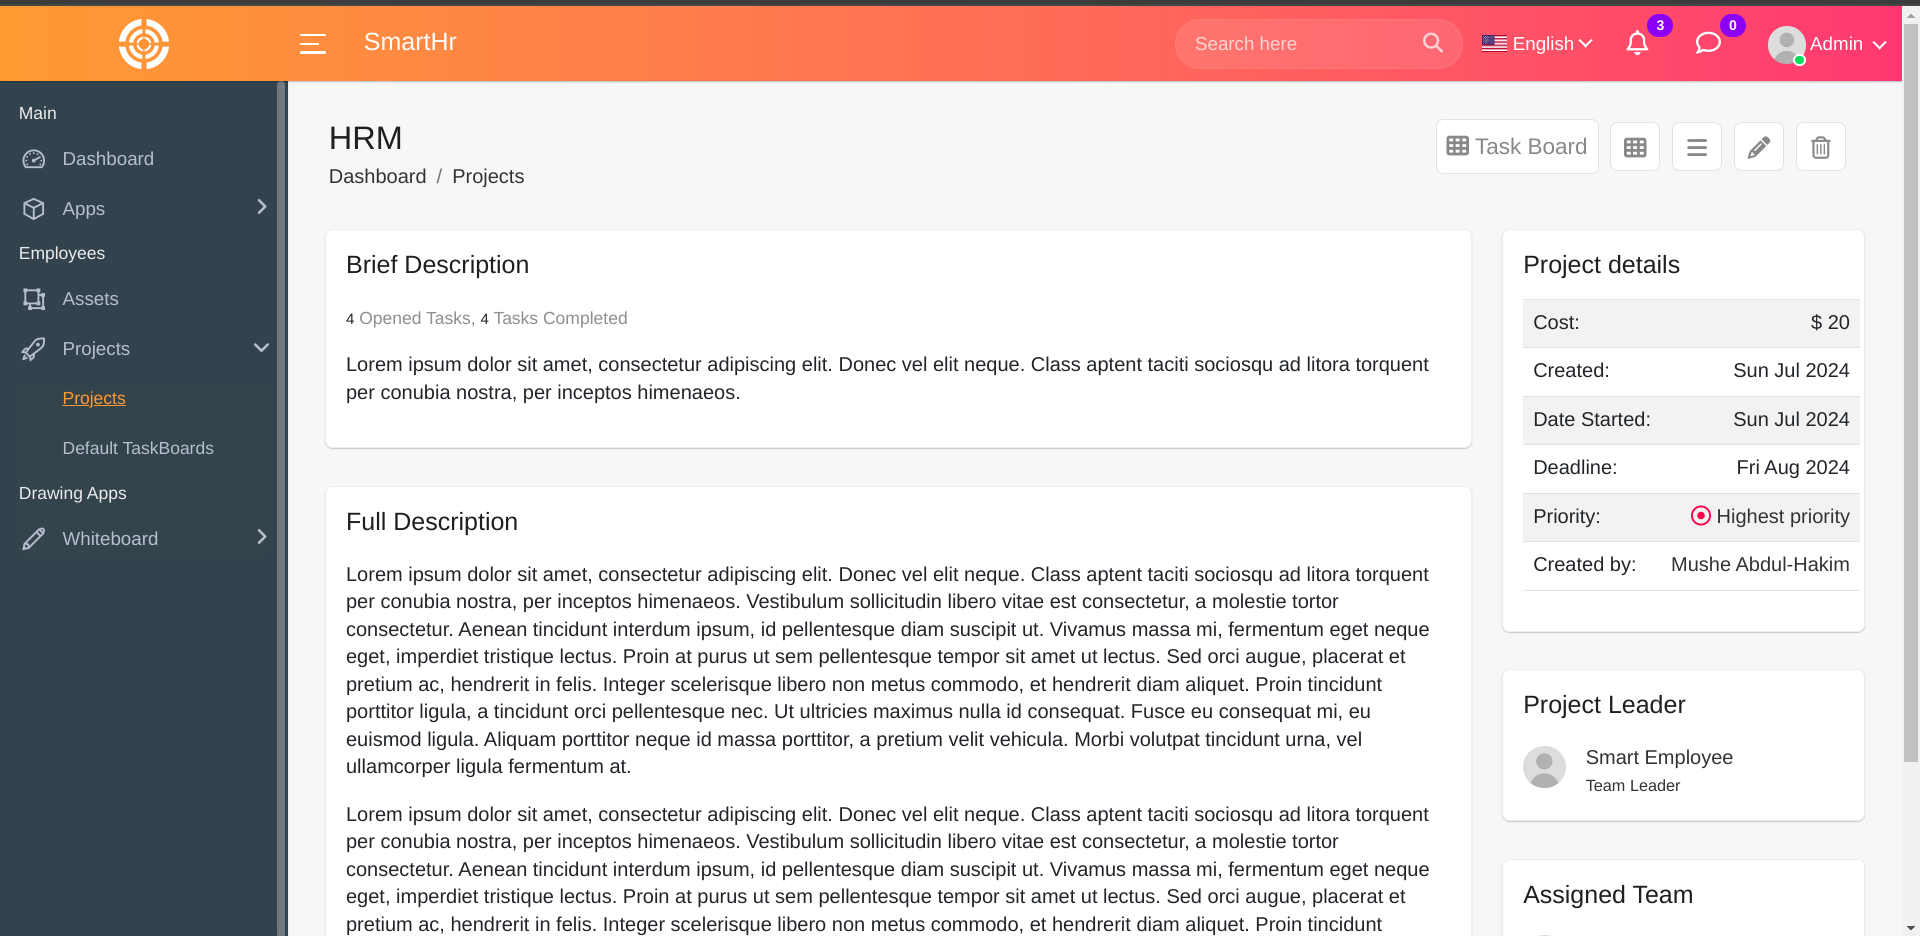 SmartHr
Search here
English
3
0
Admin
Main
Dashboard
Apps
Employees
Assets
Projects
Projects
Default TaskBoards
Drawing Apps
Whiteboard
HRM
Dashboard / Projects
Task Board
Brief Description
4 Opened Tasks, 4 Tasks Completed
Lorem ipsum dolor sit amet, consectetur adipiscing elit. Donec vel elit neque. Class aptent taciti sociosqu ad litora torquent
per conubia nostra, per inceptos himenaeos.
Full Description
Lorem ipsum dolor sit amet, consectetur adipiscing elit. Donec vel elit neque. Class aptent taciti sociosqu ad litora torquent
per conubia nostra, per inceptos himenaeos. Vestibulum sollicitudin libero vitae est consectetur, a molestie tortor
consectetur. Aenean tincidunt interdum ipsum, id pellentesque diam suscipit ut. Vivamus massa mi, fermentum eget neque
eget, imperdiet tristique lectus. Proin at purus ut sem pellentesque tempor sit amet ut lectus. Sed orci augue, placerat et
pretium ac, hendrerit in felis. Integer scelerisque libero non metus commodo, et hendrerit diam aliquet. Proin tincidunt
porttitor ligula, a tincidunt orci pellentesque nec. Ut ultricies maximus nulla id consequat. Fusce eu consequat mi, eu
euismod ligula. Aliquam porttitor neque id massa porttitor, a pretium velit vehicula. Morbi volutpat tincidunt urna, vel
ullamcorper ligula fermentum at.
Lorem ipsum dolor sit amet, consectetur adipiscing elit. Donec vel elit neque. Class aptent taciti sociosqu ad litora torquent
per conubia nostra, per inceptos himenaeos. Vestibulum sollicitudin libero vitae est consectetur, a molestie tortor
consectetur. Aenean tincidunt interdum ipsum, id pellentesque diam suscipit ut. Vivamus massa mi, fermentum eget neque
eget, imperdiet tristique lectus. Proin at purus ut sem pellentesque tempor sit amet ut lectus. Sed orci augue, placerat et
pretium ac, hendrerit in felis. Integer scelerisque libero non metus commodo, et hendrerit diam aliquet. Proin tincidunt
Project details
Cost: $ 20
Created: Sun Jul 2024
Date Started: Sun Jul 2024
Deadline: Fri Aug 2024
Priority: Highest priority
Created by: Mushe Abdul-Hakim
Project Leader
Smart Employee
Team Leader
Assigned Team